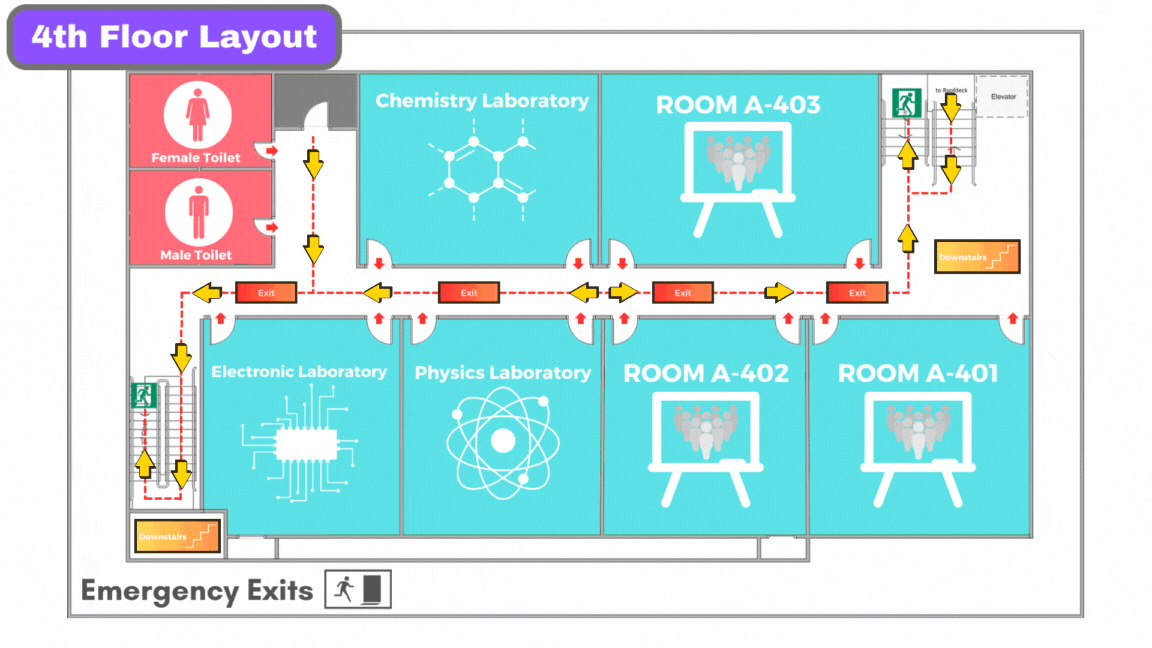 4th Floor Layout
Female Toilet
Male Toilet
Chemistry Laboratory
ROOM A-403
to Roofdeck
Elevator
Downstairs
Exit
Exit
Exit
Exit
Electronic Laboratory
Physics Laboratory
ROOM A-402
ROOM A-401
Downstairs
Emergency Exits